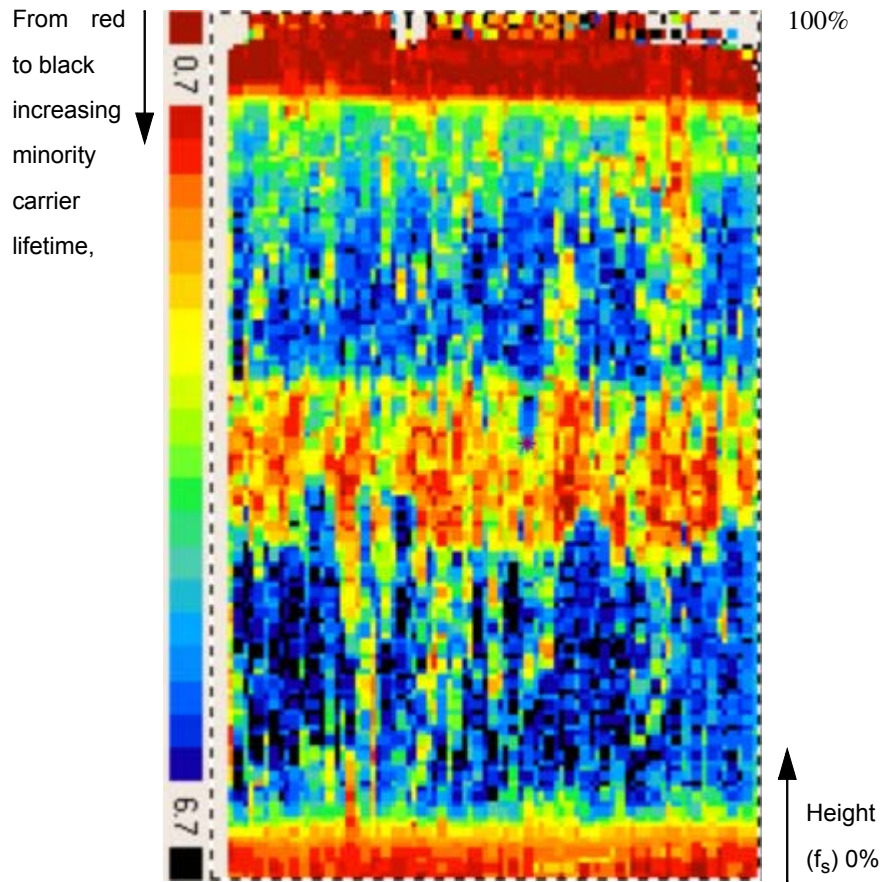 From red
to black
increasing
minority
carrier
lifetime,
0.7
6.7
100%
Height
(fs) 0%